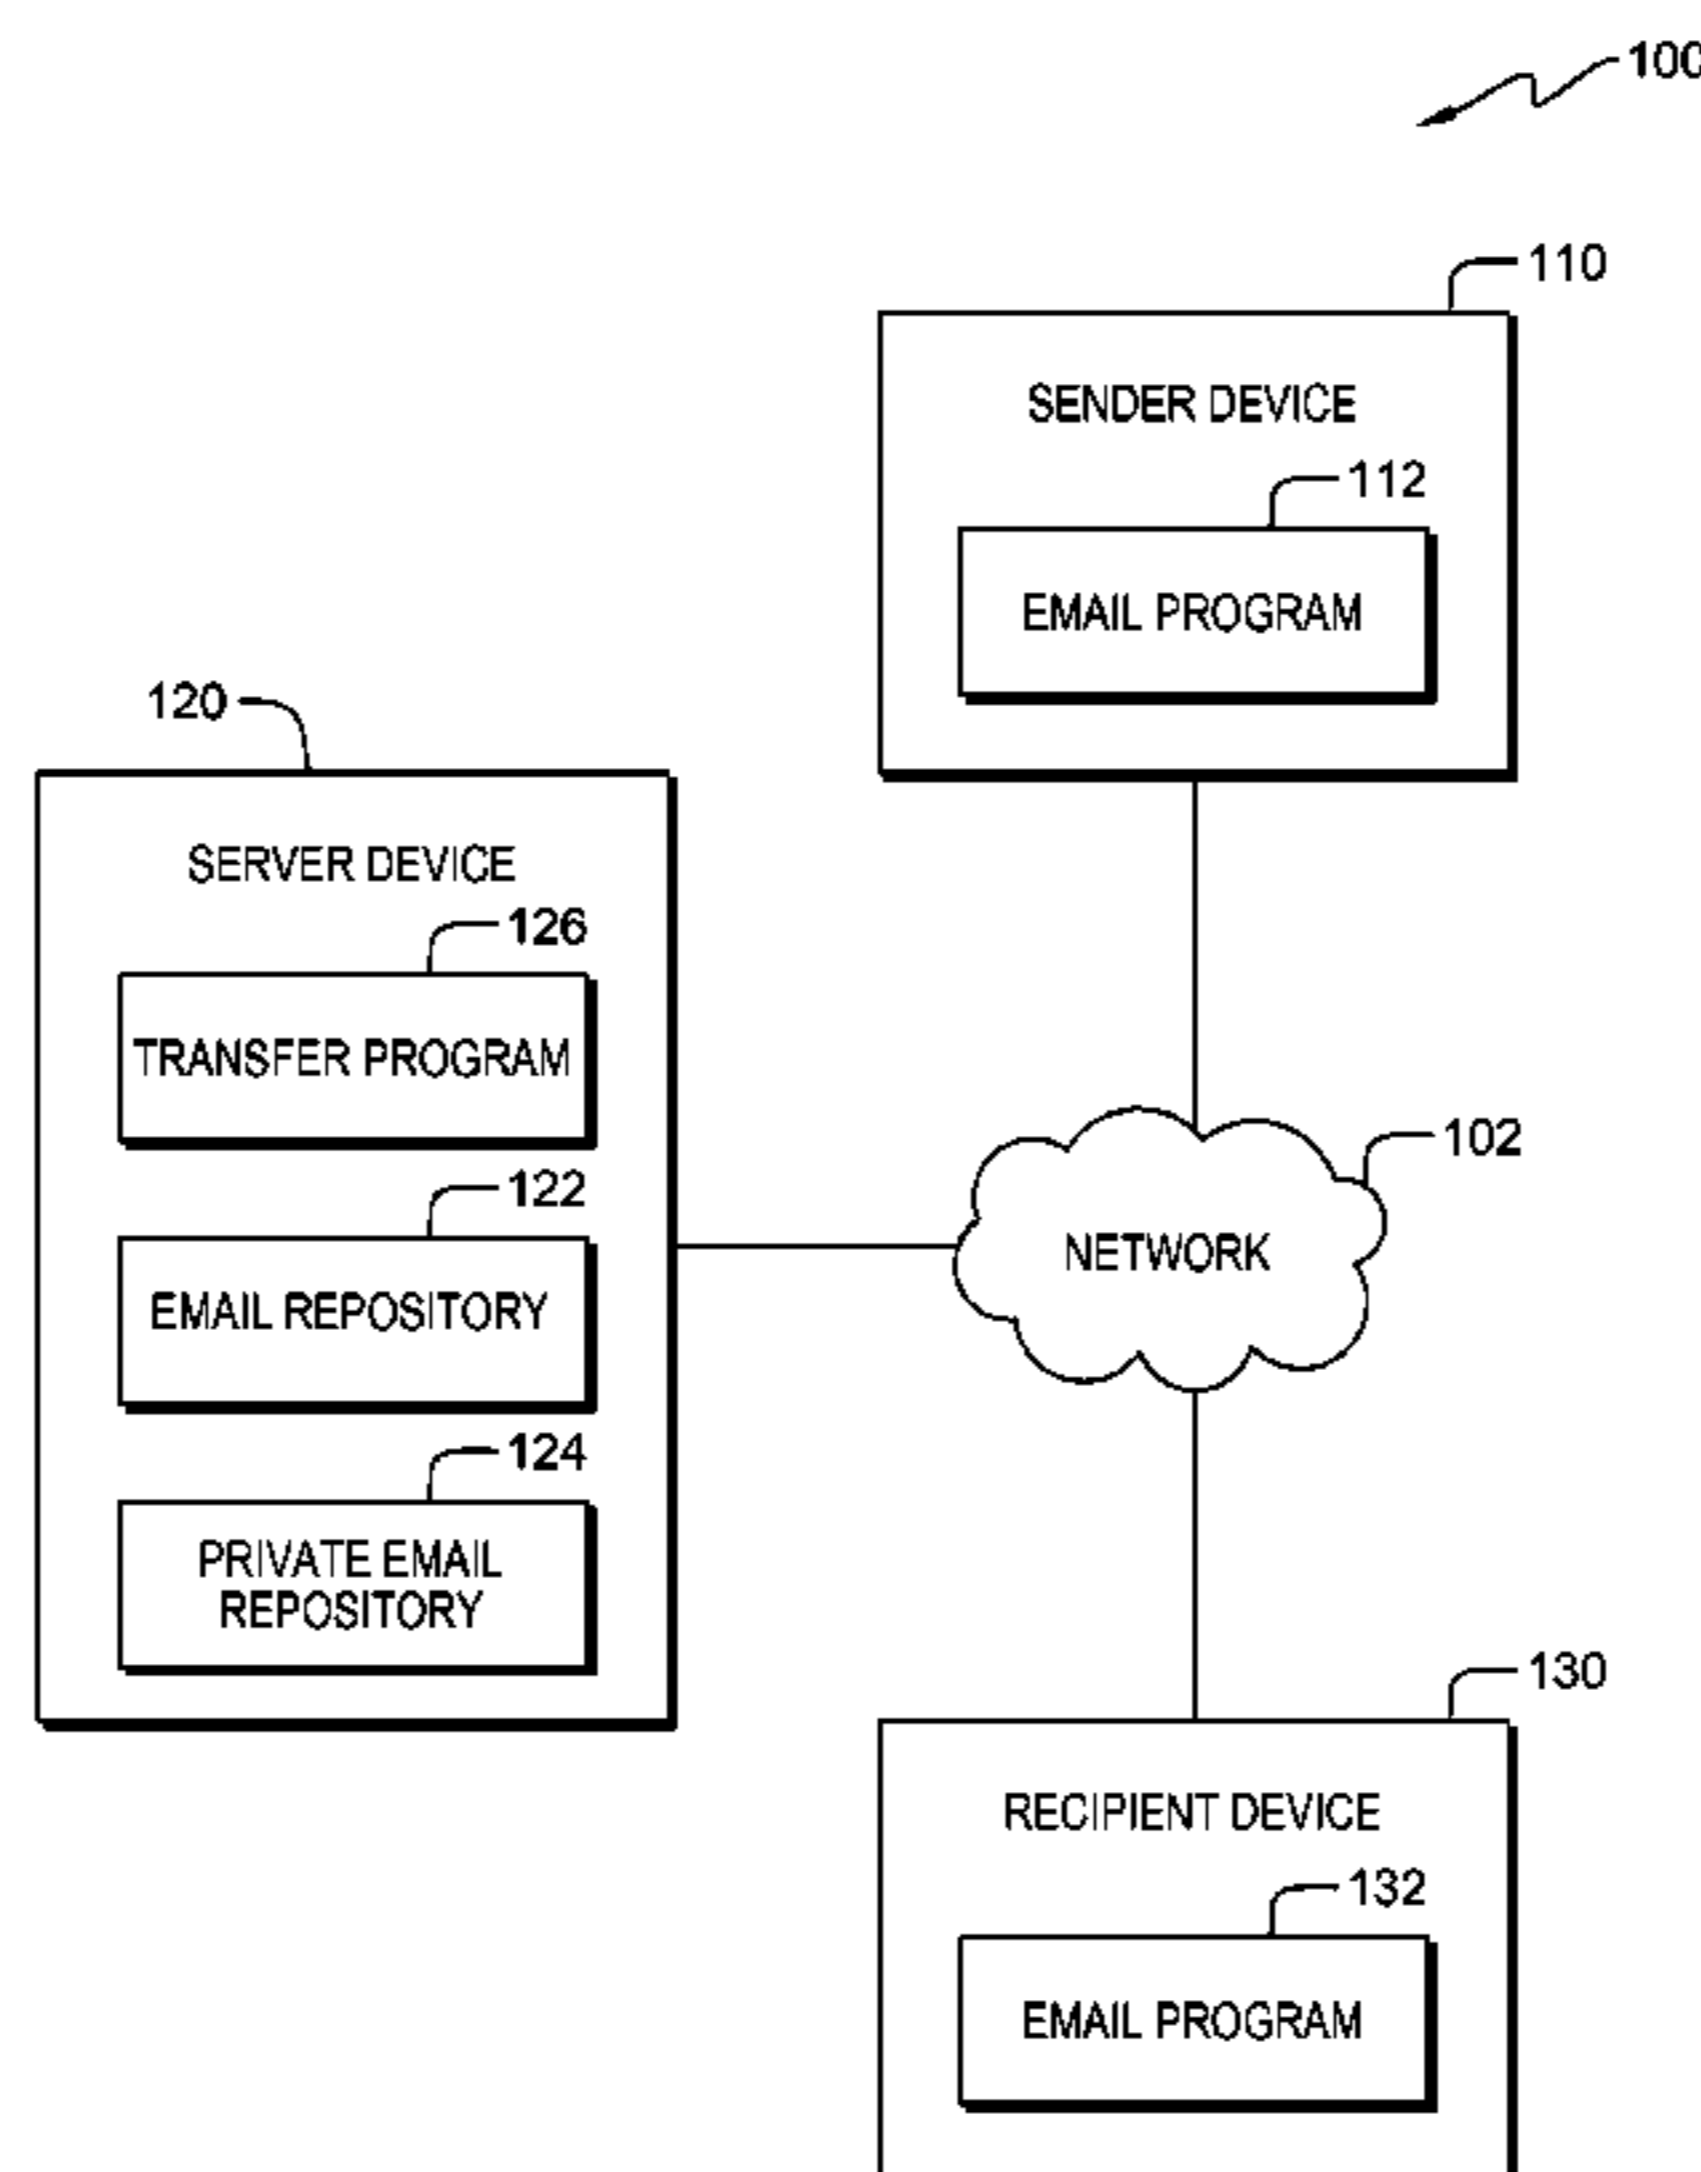 100
110
SENDER DEVICE
112
EMAIL PROGRAM
120
SERVER DEVICE
126
TRANSFER PROGRAM
122
EMAIL REPOSITORY
124
PRIVATE EMAIL
REPOSITORY
102
NETWORK
130
RECIPIENT DEVICE
132
EMAIL PROGRAM